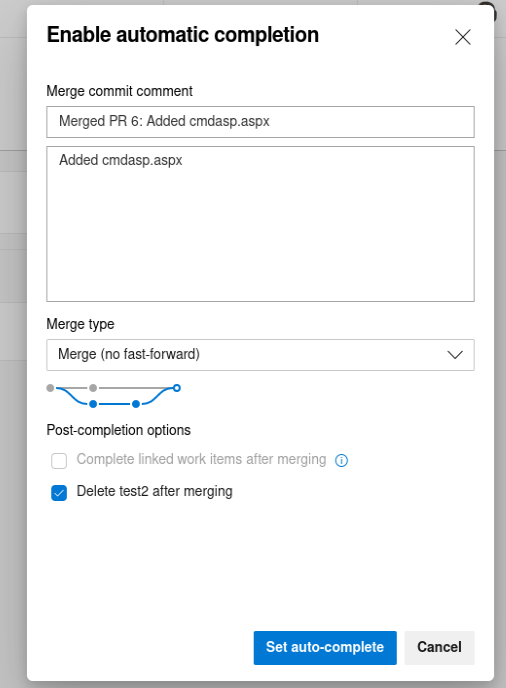 Enable automatic completion
Merge commit comment
Merged PR 6: Added cmdasp.aspx
Added cmdasp.aspx
Merge type
Merge (no fast-forward)
Post-completion options
Complete linked work items after merging
Delete test2 after merging
Set auto-complete
Cancel